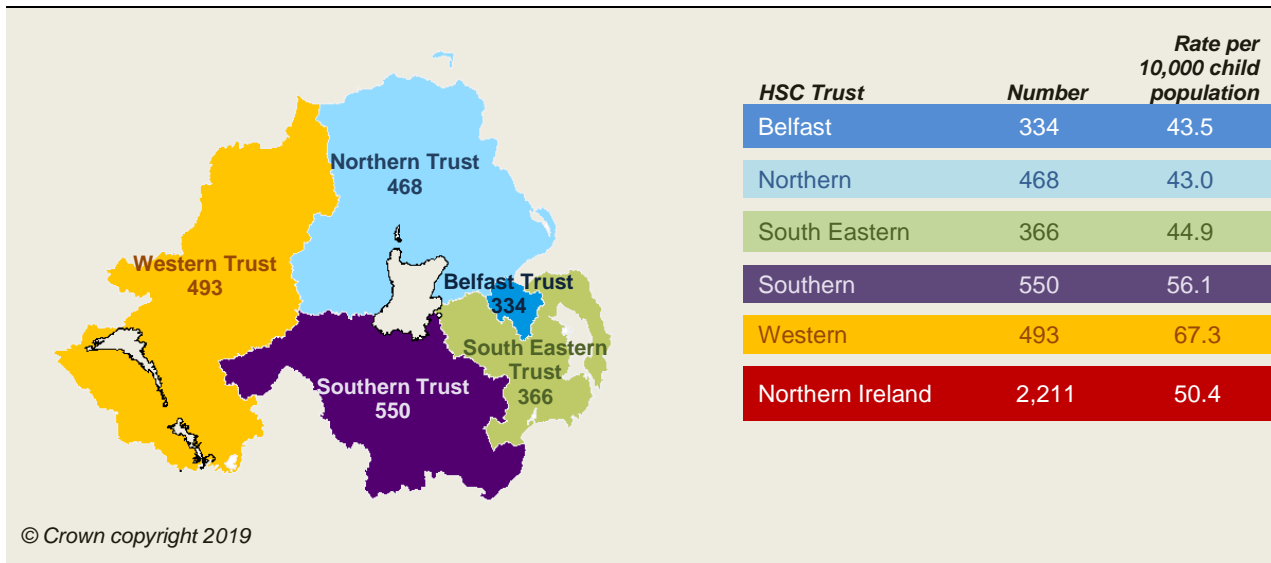 Northern Trust
468
Western Trust
493
Belfast Trust
334
South Eastern
Trust
366
Southern Trust
550
© Crown copyright 2019
Rate per
10,000 child
HSC Trust Number population
Belfast 334 43.5
Northern 468 43.0
South Eastern 366 44.9
Southern 550 56.1
Western 493 67.3
Northern Ireland 2,211 50.4